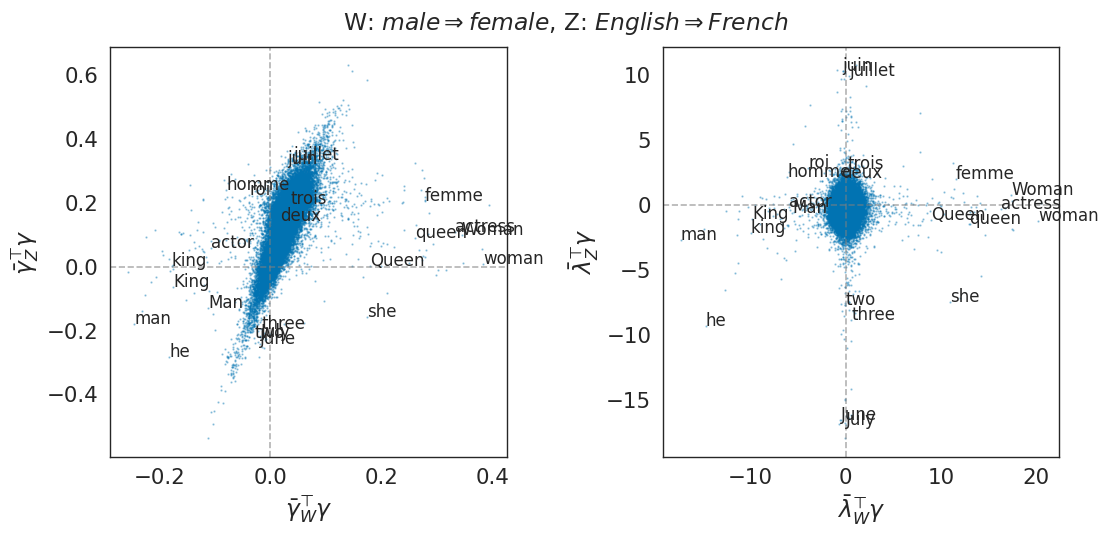 W: male⇒female, Z: English⇒French
0.6
0.4
0.2
0.0
−0.2
−0.4
γ̄_Z^⊤γ
juillet
juin
homme
roi
trois
deux
femme
actress
Woman
queen
actor
king
Queen
woman
King
Man
she
man
three
two
July
June
he
−0.2
0.0
0.2
0.4
γ̄_W^⊤γ
10
5
0
−5
−10
−15
λ̄_Z^⊤γ
juin
juillet
roi
trois
homme
deux
femme
Woman
actor
actress
Man
King
Queen
queen
woman
king
man
two
she
three
he
June
July
−10
0
10
20
λ̄_W^⊤γ